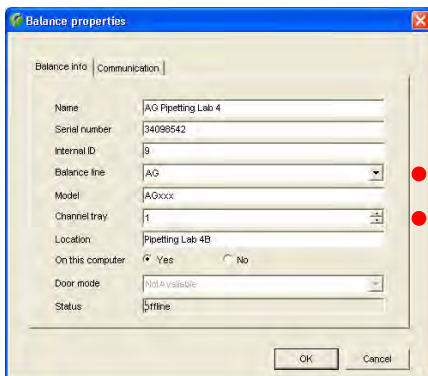 Balance properties
Balance info Communication
Name AG Pipetting Lab 4
Serial number 34098542
Internal ID 9
Balance line AG
Model AGxxx
Channel tray 1
Location Pipetting Lab 4B
On this computer Yes No
Door mode NotAvailable
Status offline
OK Cancel